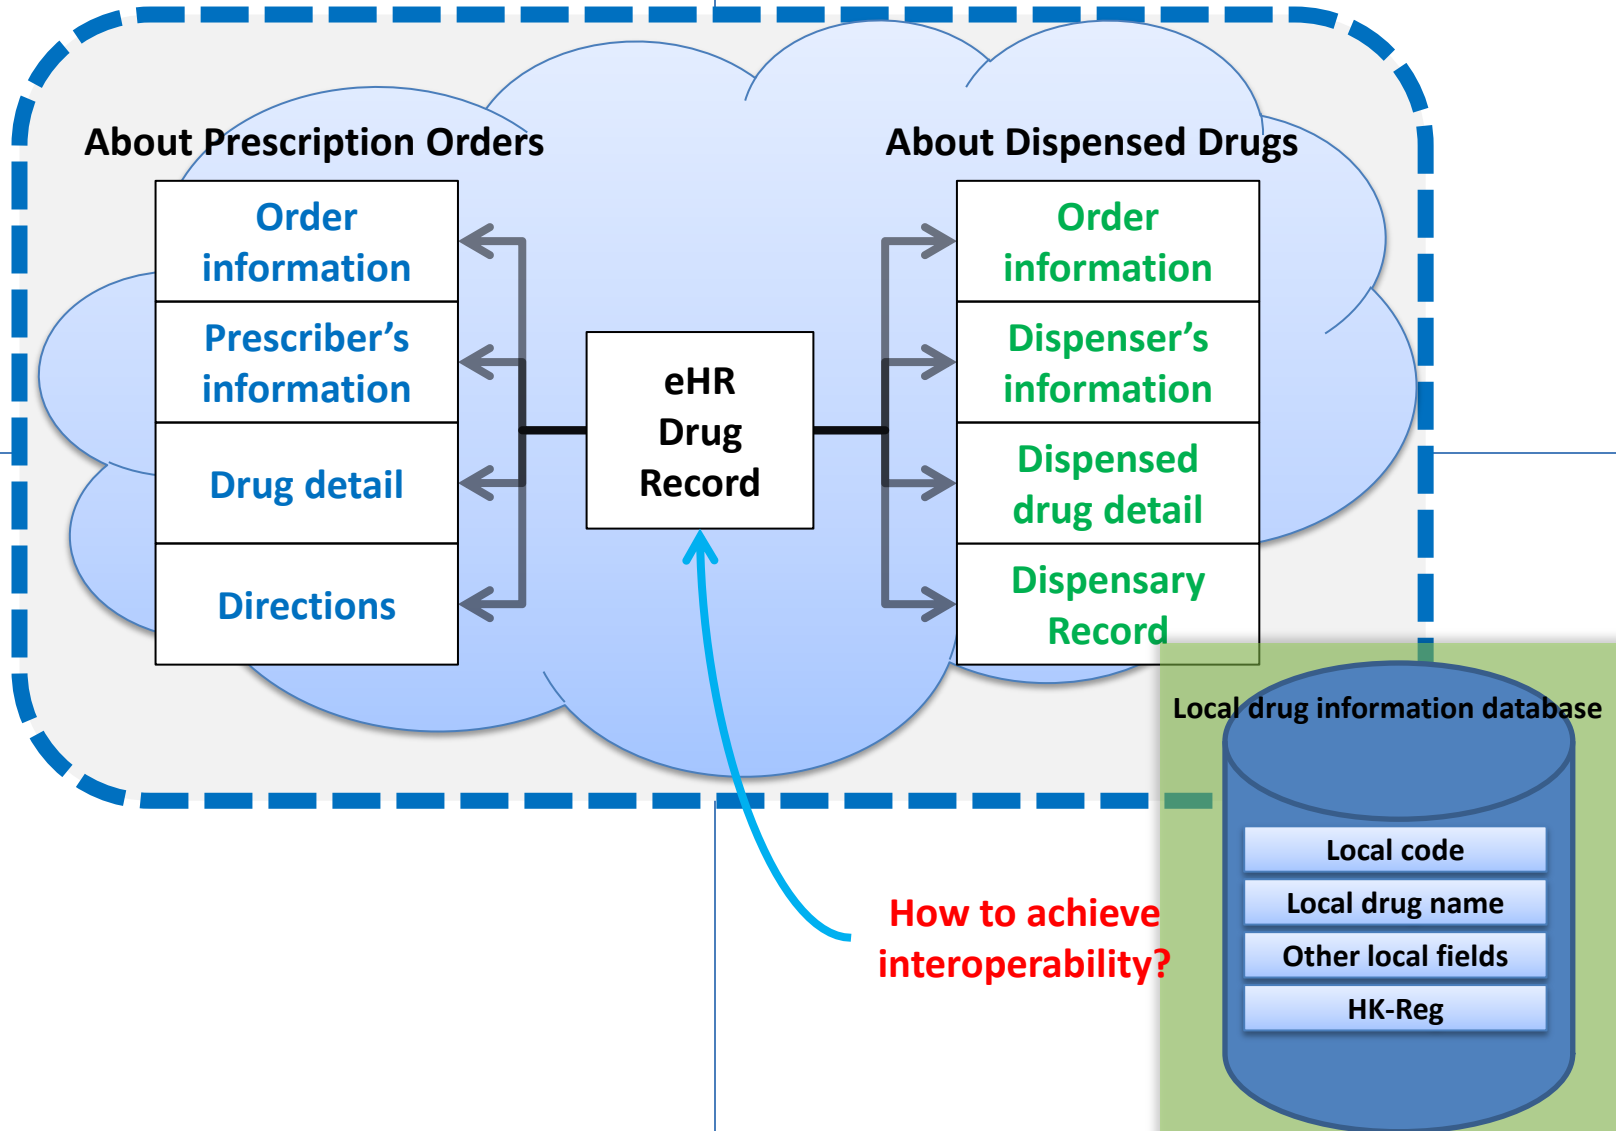 About Prescription Orders
Order
information
Prescriber’s
information
Drug detail
Directions
eHR
Drug
Record
About Dispensed Drugs
Order
information
Dispenser’s
information
Dispensed
drug detail
Dispensary
Record
How to achieve
interoperability?
Local drug information database
Local code
Local drug name
Other local fields
HK-Reg